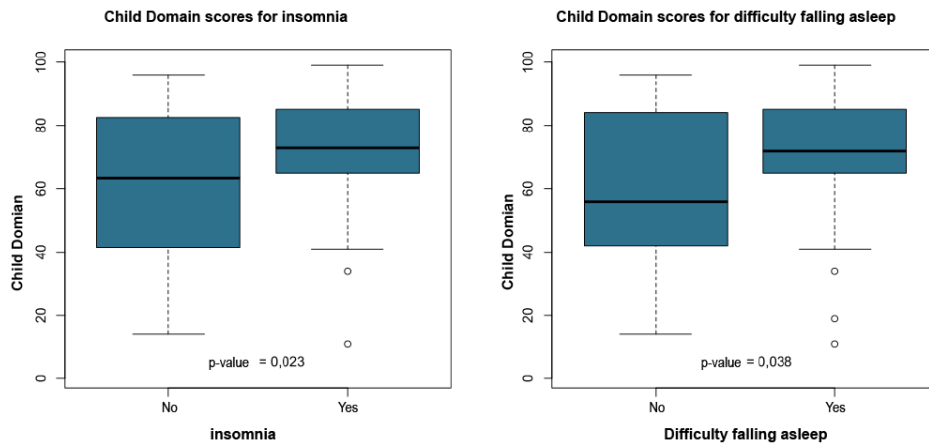 Child Domain scores for insomnia
100
80
60
40
20
0
Child Domian
p-value = 0,023
No Yes
insomnia
Child Domain scores for difficulty falling asleep
100
80
60
40
20
0
Child Domian
p-value = 0,038
No Yes
Difficulty falling asleep